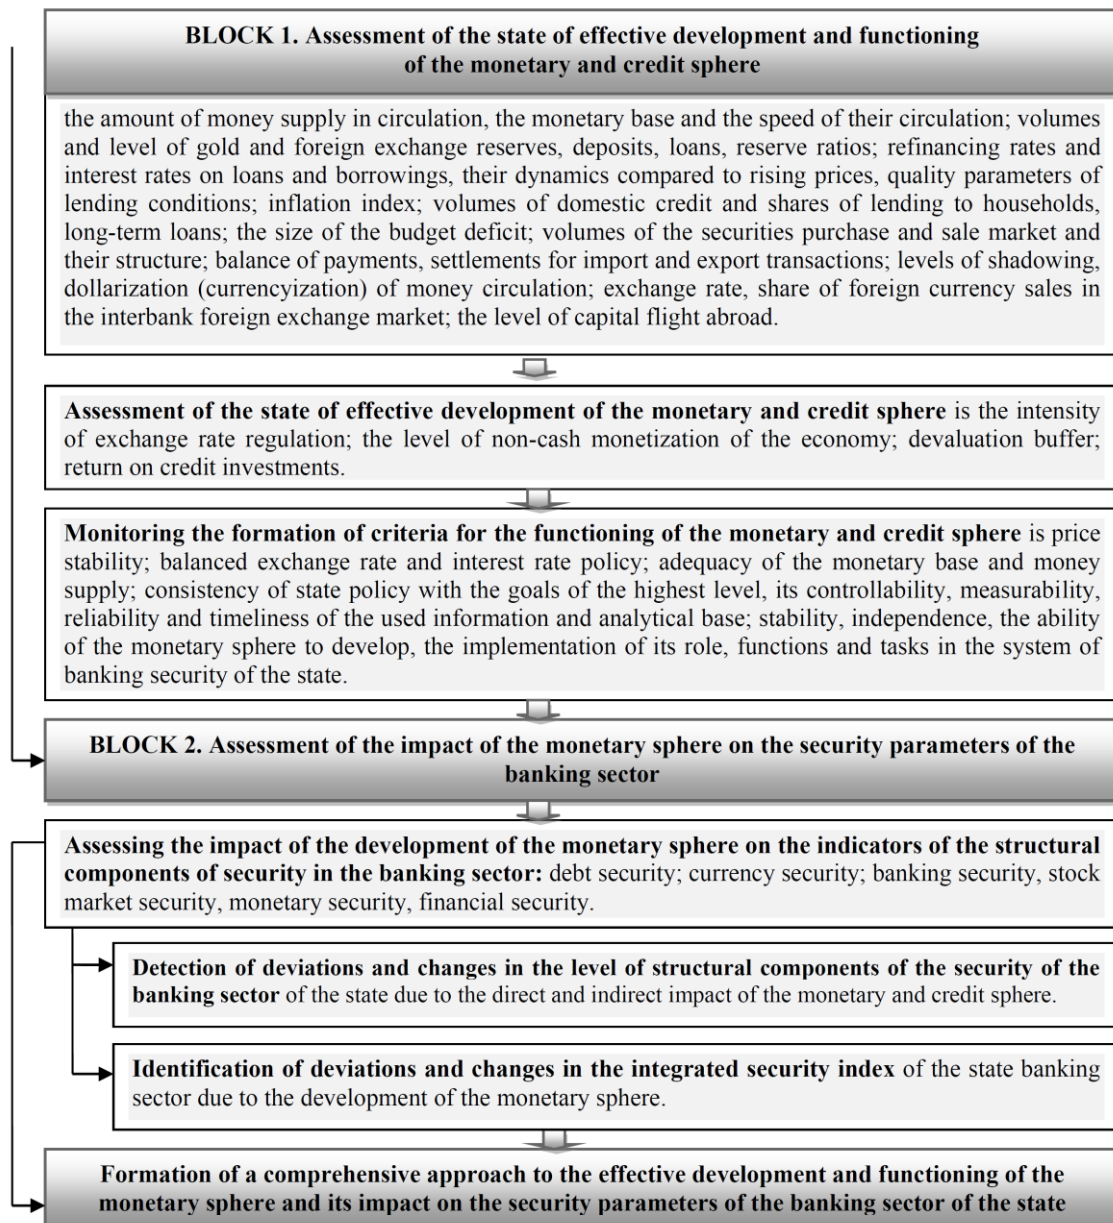 BLOCK 1. Assessment of the state of effective development and functioning
of the monetary and credit sphere
the amount of money supply in circulation, the monetary base and the speed of their circulation; volumes
and level of gold and foreign exchange reserves, deposits, loans, reserve ratios; refinancing rates and
interest rates on loans and borrowings, their dynamics compared to rising prices, quality parameters of
lending conditions; inflation index; volumes of domestic credit and shares of lending to households,
long-term loans; the size of the budget deficit; volumes of the securities purchase and sale market and
their structure; balance of payments, settlements for import and export transactions; levels of shadowing,
dollarization (currencyization) of money circulation; exchange rate, share of foreign currency sales in
the interbank foreign exchange market; the level of capital flight abroad.
Assessment of the state of effective development of the monetary and credit sphere is the intensity
of exchange rate regulation; the level of non-cash monetization of the economy; devaluation buffer;
return on credit investments.
Monitoring the formation of criteria for the functioning of the monetary and credit sphere is price
stability; balanced exchange rate and interest rate policy; adequacy of the monetary base and money
supply; consistency of state policy with the goals of the highest level, its controllability, measurability,
reliability and timeliness of the used information and analytical base; stability, independence, the ability
of the monetary sphere to develop, the implementation of its role, functions and tasks in the system of
banking security of the state.
BLOCK 2. Assessment of the impact of the monetary sphere on the security parameters of the
banking sector
Assessing the impact of the development of the monetary sphere on the indicators of the structural
components of security in the banking sector: debt security; currency security; banking security, stock
market security, monetary security, financial security.
Detection of deviations and changes in the level of structural components of the security of the
banking sector of the state due to the direct and indirect impact of the monetary and credit sphere.
Identification of deviations and changes in the integrated security index of the state banking
sector due to the development of the monetary sphere.
Formation of a comprehensive approach to the effective development and functioning of the
monetary sphere and its impact on the security parameters of the banking sector of the state